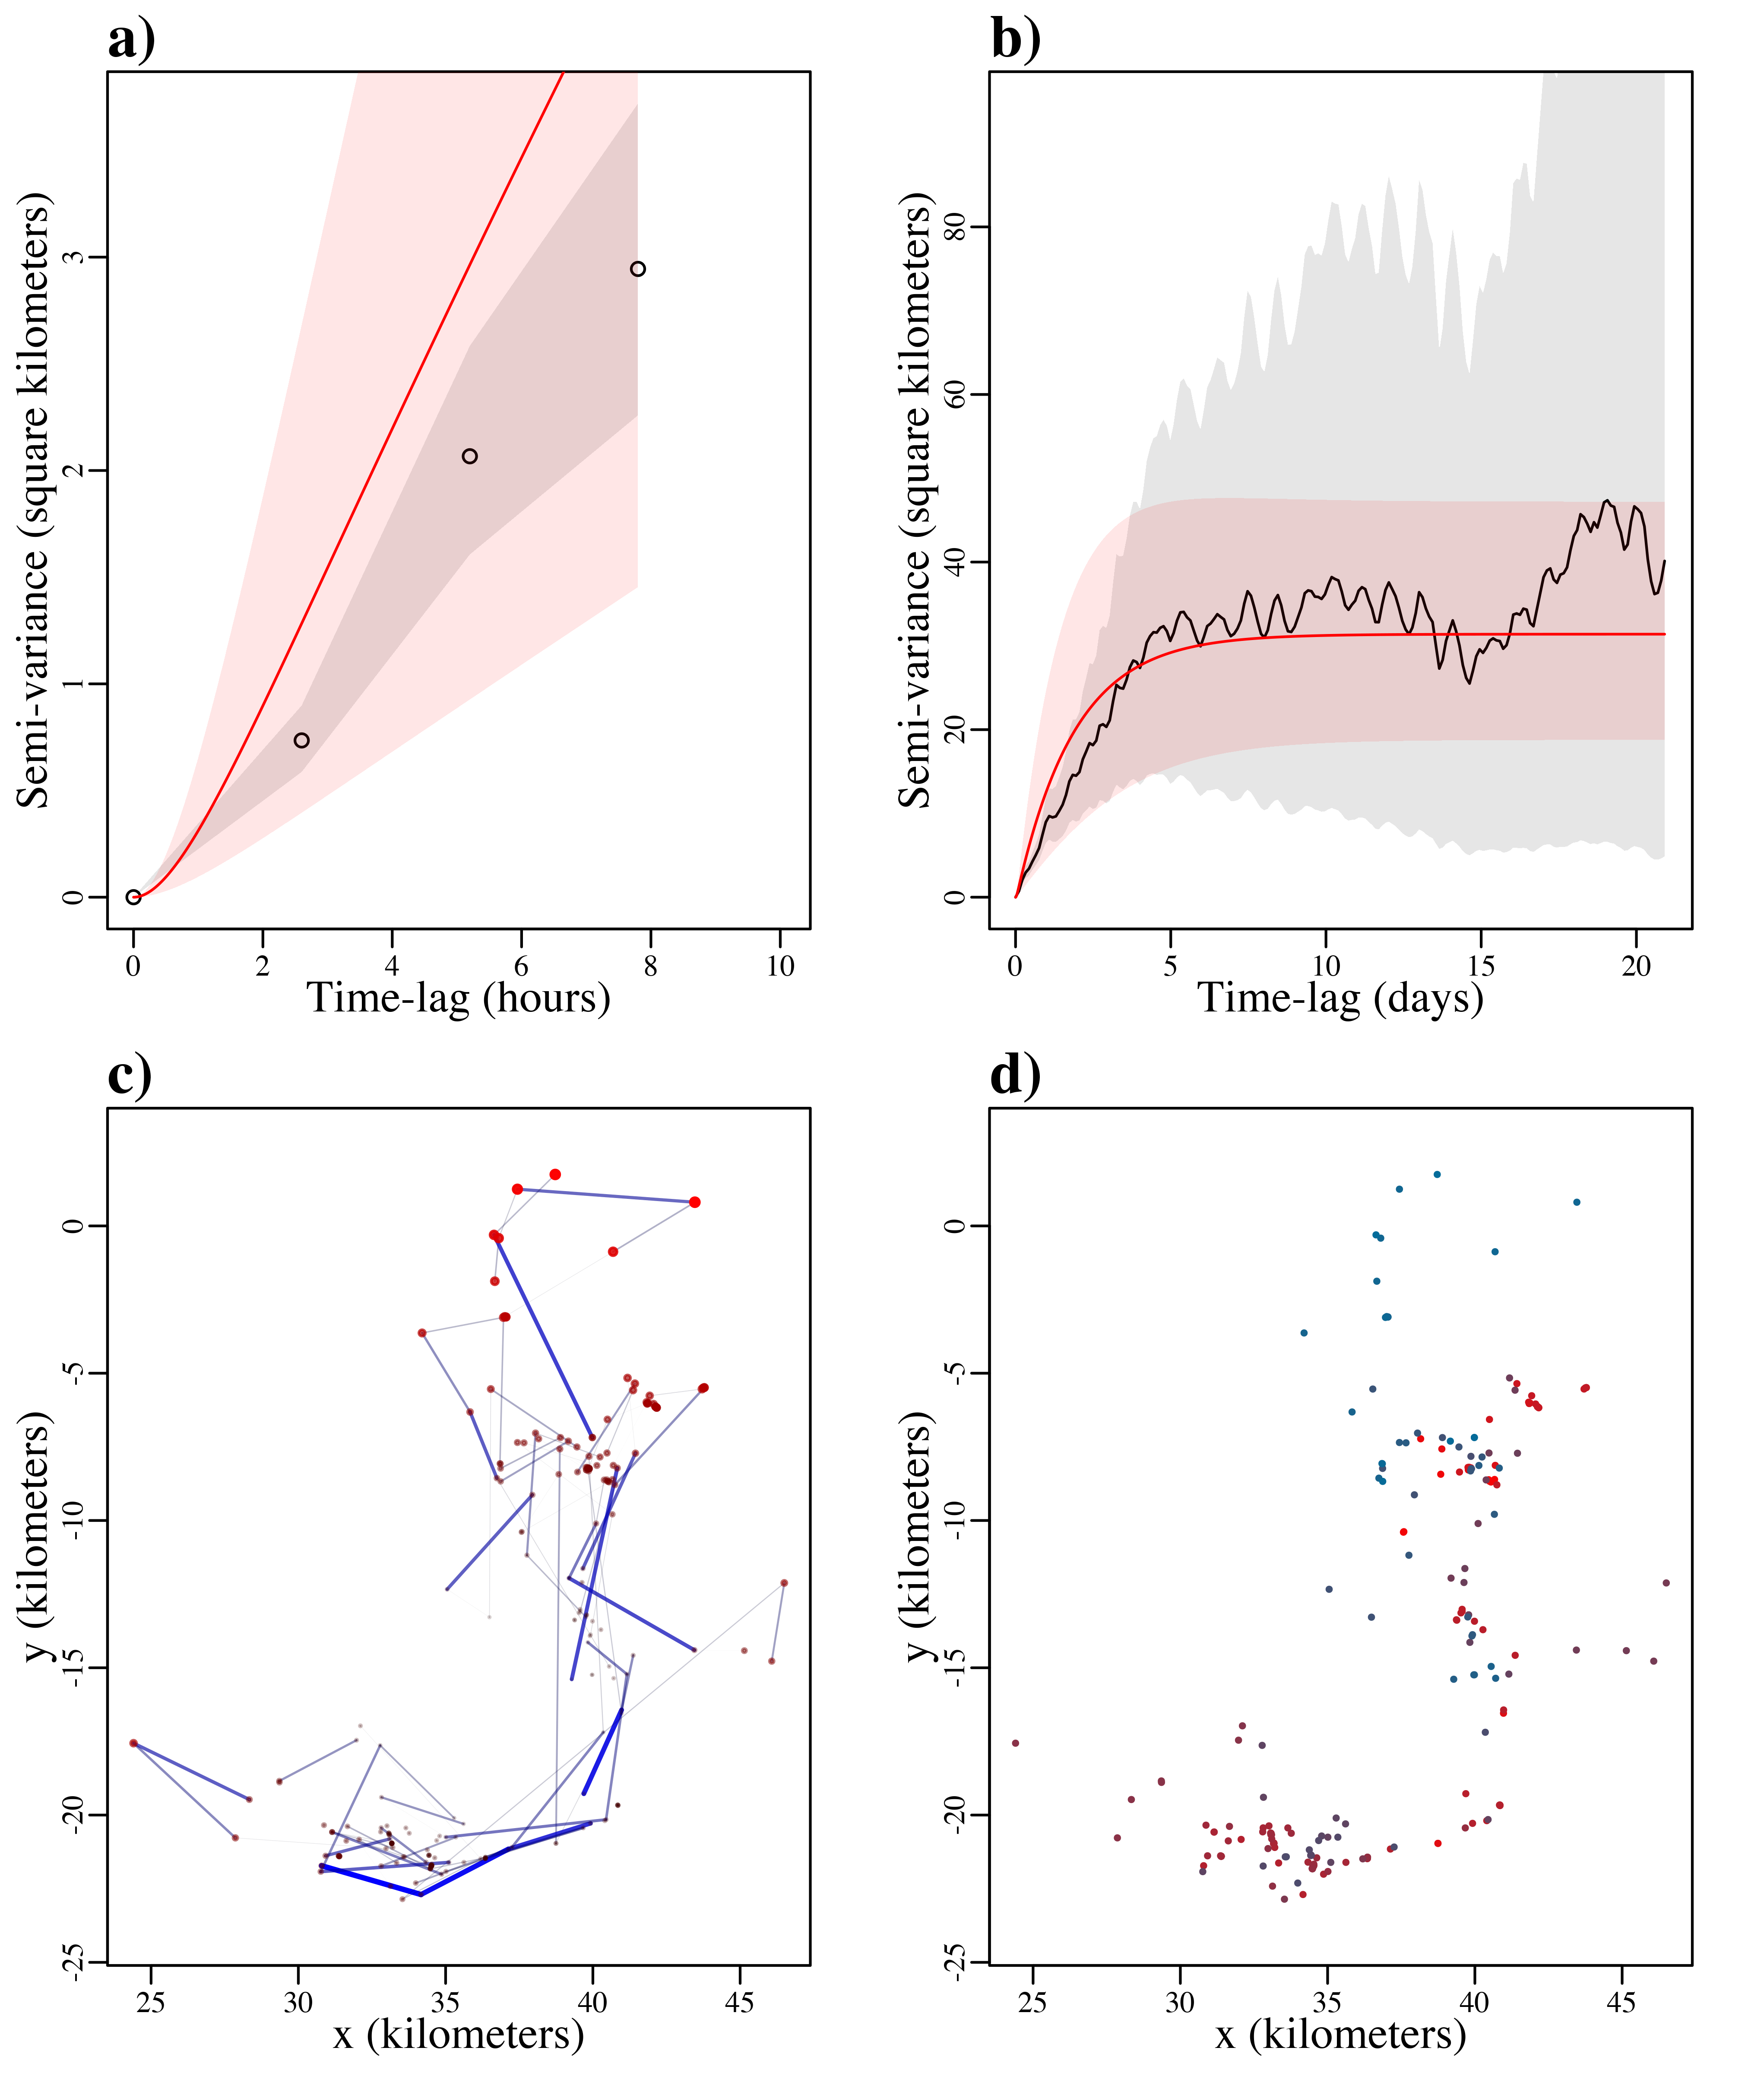 a)
Semi-variance (square kilometers)
0 1 2 3
0 2 4 6 8 10
Time-lag (hours)
b)
Semi-variance (square kilometers)
0 20 40 60 80
0 5 10 15 20
Time-lag (days)
c)
y (kilometers)
-25 -20 -15 -10 -5 0
25 30 35 40 45
x (kilometers)
d)
y (kilometers)
-25 -20 -15 -10 -5 0
25 30 35 40 45
x (kilometers)